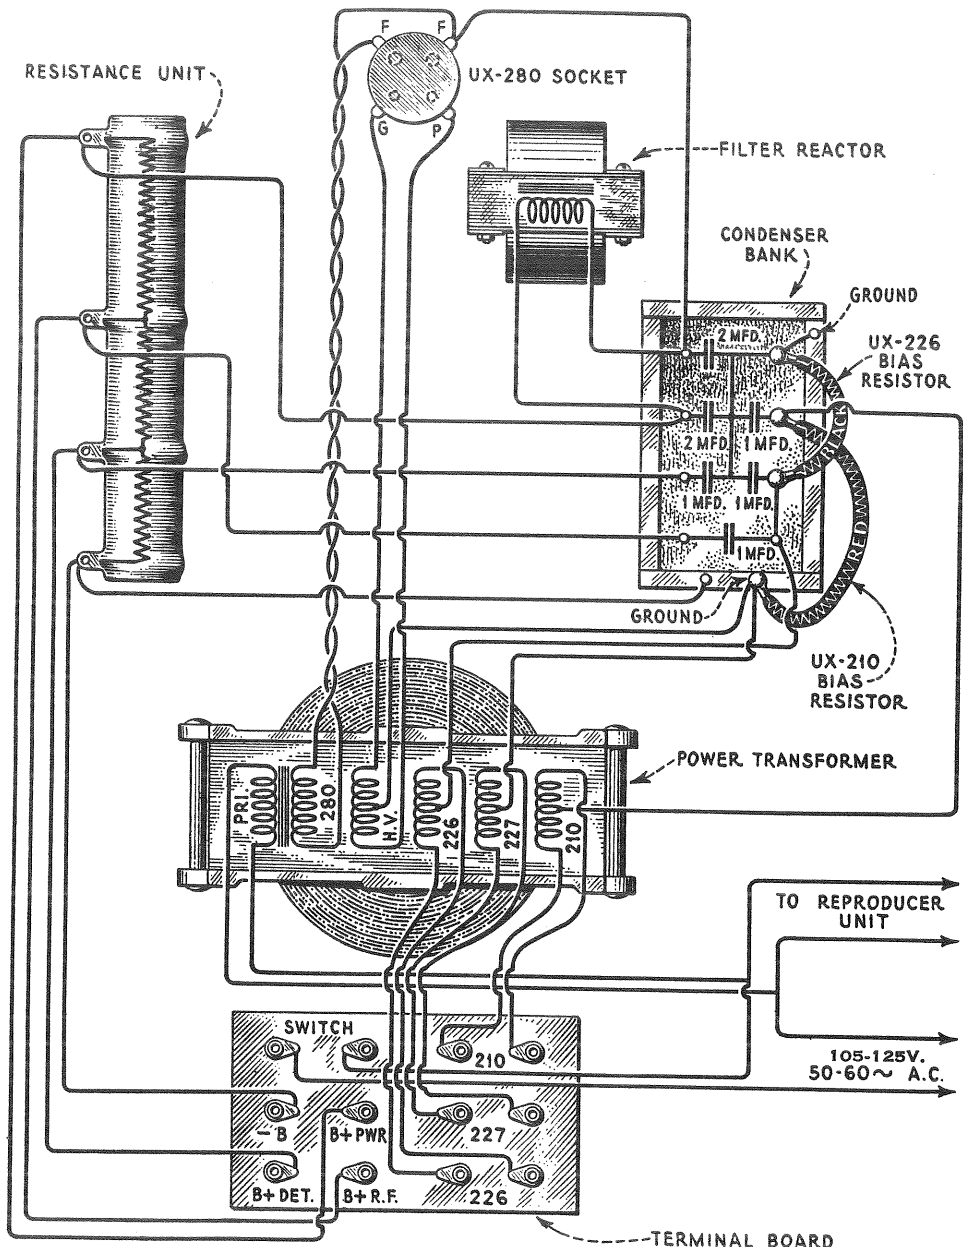 F F
RESISTANCE UNIT
UX-280 SOCKET
G P
FILTER REACTOR
CONDENSER
BANK
GROUND
2 MFD.
UX-226
BIAS
RESISTOR
BLACK
2 MFD. 1 MFD.
1 MFD. 1 MFD.
RED
1 MFD.
GROUND
UX-210
BIAS
RESISTOR
POWER TRANSFORMER
PRI. 280 H.V. 226 227 210
TO REPRODUCER
UNIT
SWITCH
210
105-125V.
50-60~ A.C.
-B B+PWR 227
B+DET. B+R.F. 226
TERMINAL BOARD